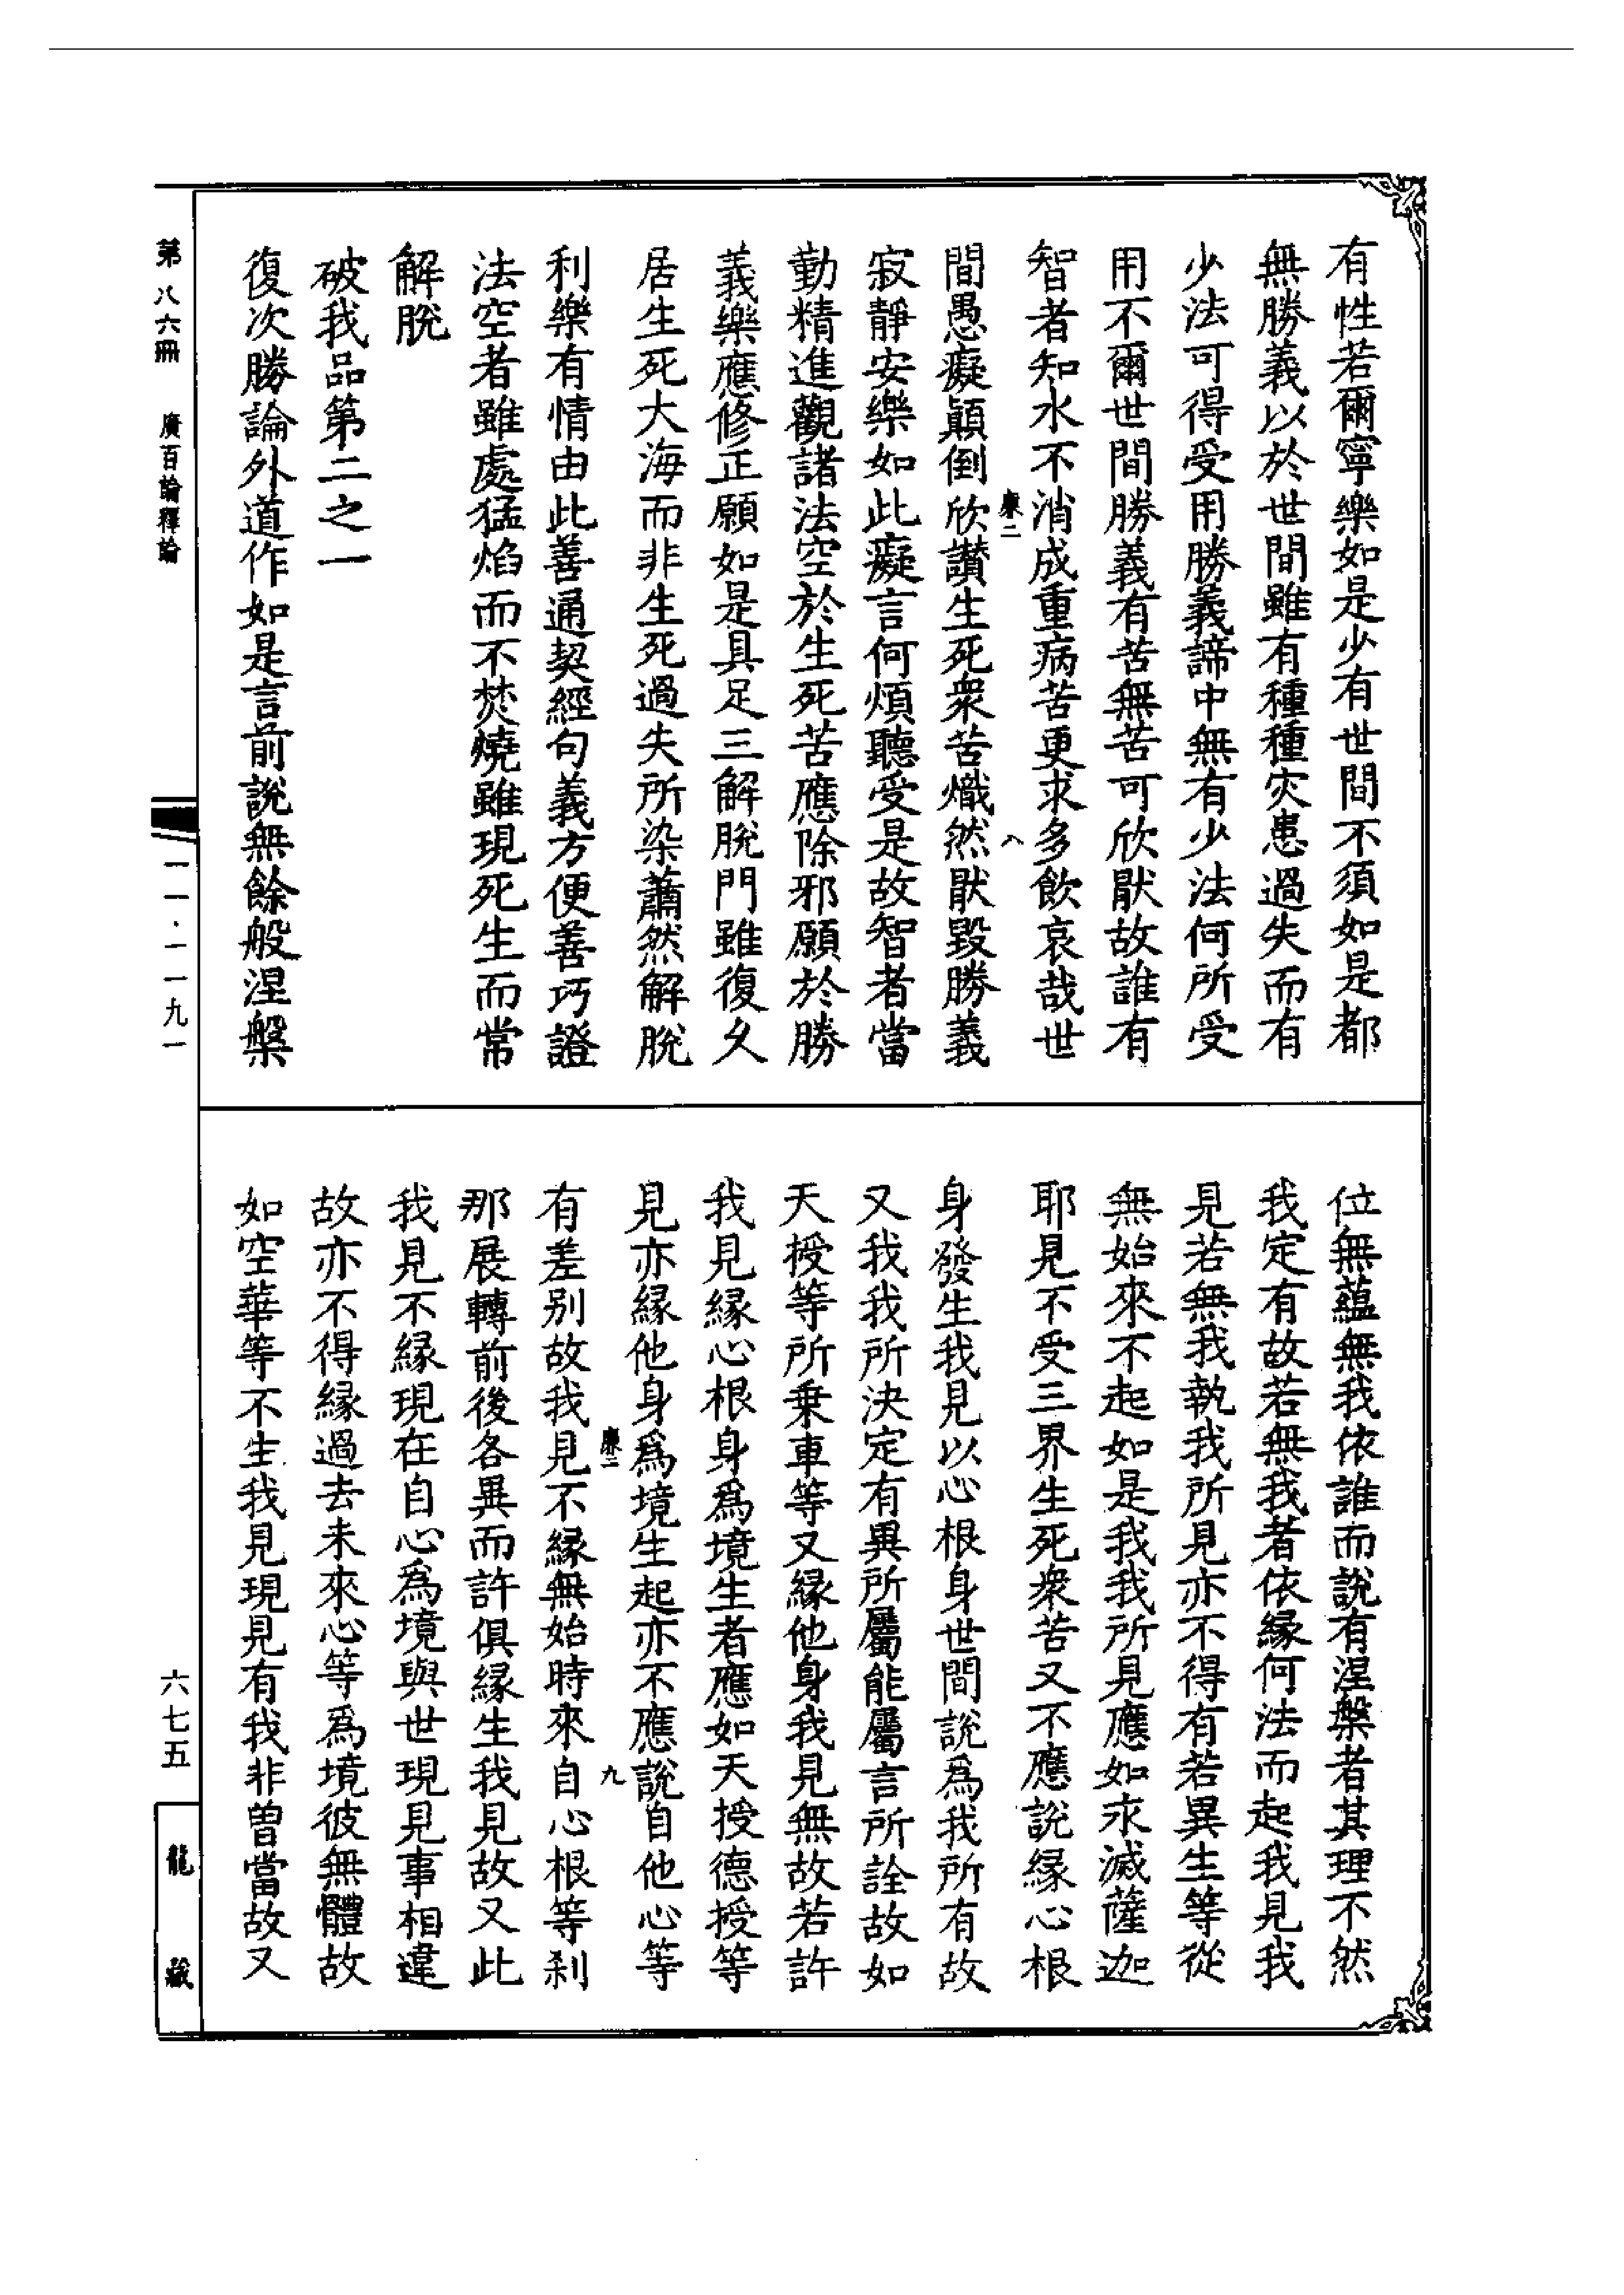 有性若爾寧樂如是少有世間不須如是都
無勝義以於世間雖有種種灾患過失而有
少法可得受用勝義諦中無有少法何所受
用不爾世間勝義有苦無苦可欣厭故誰有
智者知水不消成重病苦更求多飲哀哉世
康二
八
間愚癡顛倒欣讃生死衆苦熾然厭毀勝義
寂靜安樂如此癡言何煩聽受是故智者當
勤精進觀諸法空於生死苦應除邪願於勝
義樂應修正願如是具足三解脫門雖復久
居生死大海而非生死過失所染蕭然解脫
利樂有情由此善通契經句義方便善巧證
法空者雖處猛焰而不焚燒雖現死生而常
解脫
破我品第二之一
復次勝論外道作如是言前說無餘般涅槃
位無蘊無我依誰而說有涅槃者其理不然
我定有故若無我者依緣何法而起我見我
見若無我執我所見亦不得有若異生等從
無始來不起如是我我所見應如永滅薩迦
耶見不受三界生死衆苦又不應說緣心根
身發生我見以心根身世間說爲我所有故
又我我所決定有異所屬能屬言所詮故如
天授等所乗車等又緣他身我見無故若許
我見緣心根身爲境生者應如天授德授等
見亦緣他身爲境生起亦不應說自他心等
康二
九
有差别故我見不緣無始時來自心根等刹
那展轉前後各異而許俱緣生我見故又此
我見不緣現在自心爲境與世現見事相違
故亦不得緣過去未來心等爲境彼無體故
如空華等不生我見現見有我非曽當故又
第八六冊
廣百論釋論
一一·一一九一
六七五
龍藏